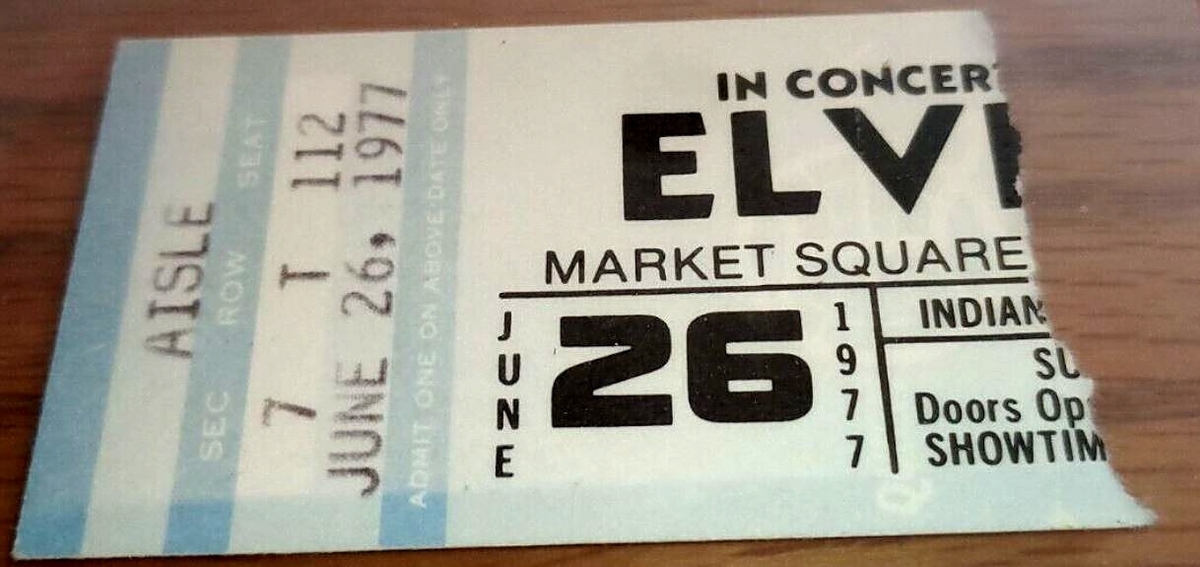 AISLE
SEC ROW SEAT
7 T 112
JUNE 26, 1977
ADMIT ONE ON ABOVE DATE ONLY
IN CONCER
ELV
MARKET SQUARE
JUNE
26
1977
INDIAN
SU
Doors Op
SHOWTIM